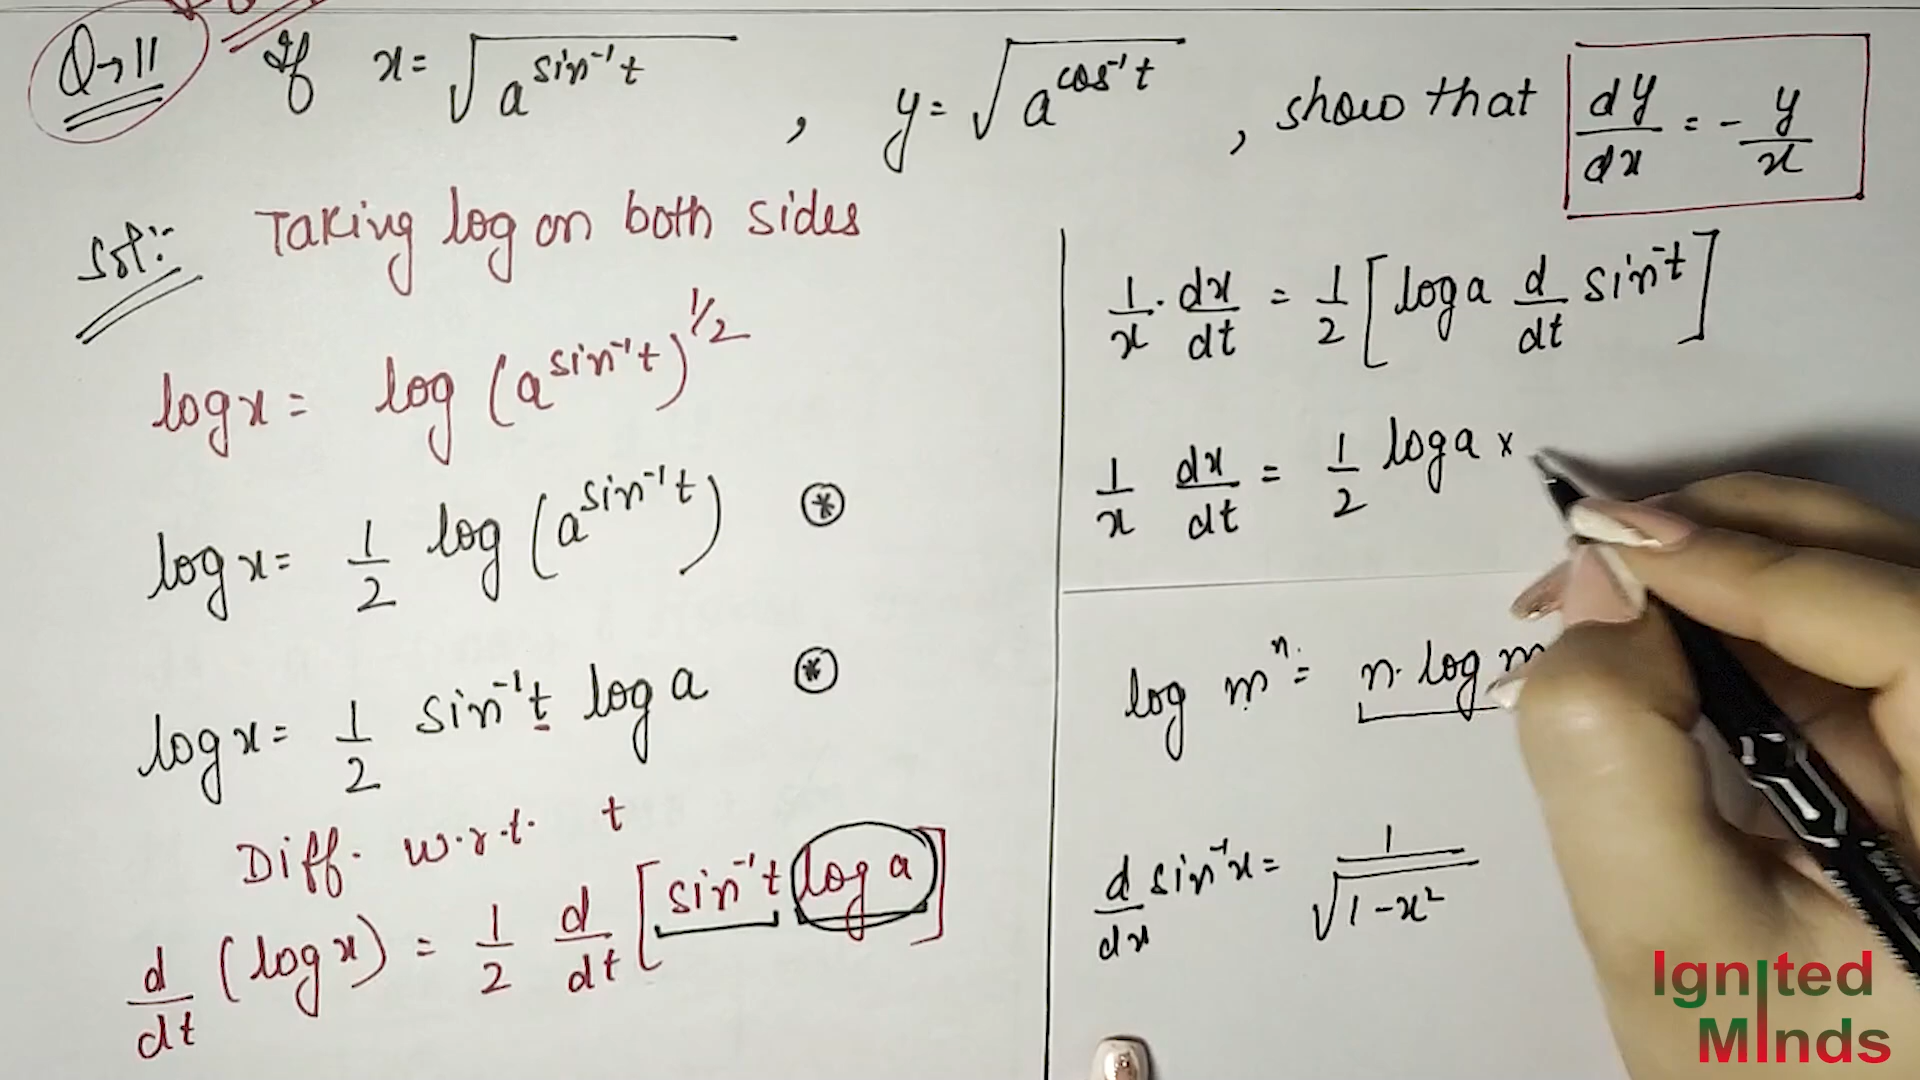 Q→11 If x = √a^sin⁻¹t , y = √a^cos⁻¹t , show that dy/dx = -y/x
Sol:- Taking log on both sides
log x = log (a^sin⁻¹t)^1/2
log x = 1/2 log (a^sin⁻¹t) ⊛
log x = 1/2 sin⁻¹t log a ⊛
Diff. w.r.t. t
d/dt (log x) = 1/2 d/dt [sin⁻¹t log a]
1/x . dx/dt = 1/2 [log a d/dt sin⁻¹t]
1/x dx/dt = 1/2 log a ×
log mⁿ = n. log m
d/dx sin⁻¹x = 1/√1-x²
Ignited
Minds